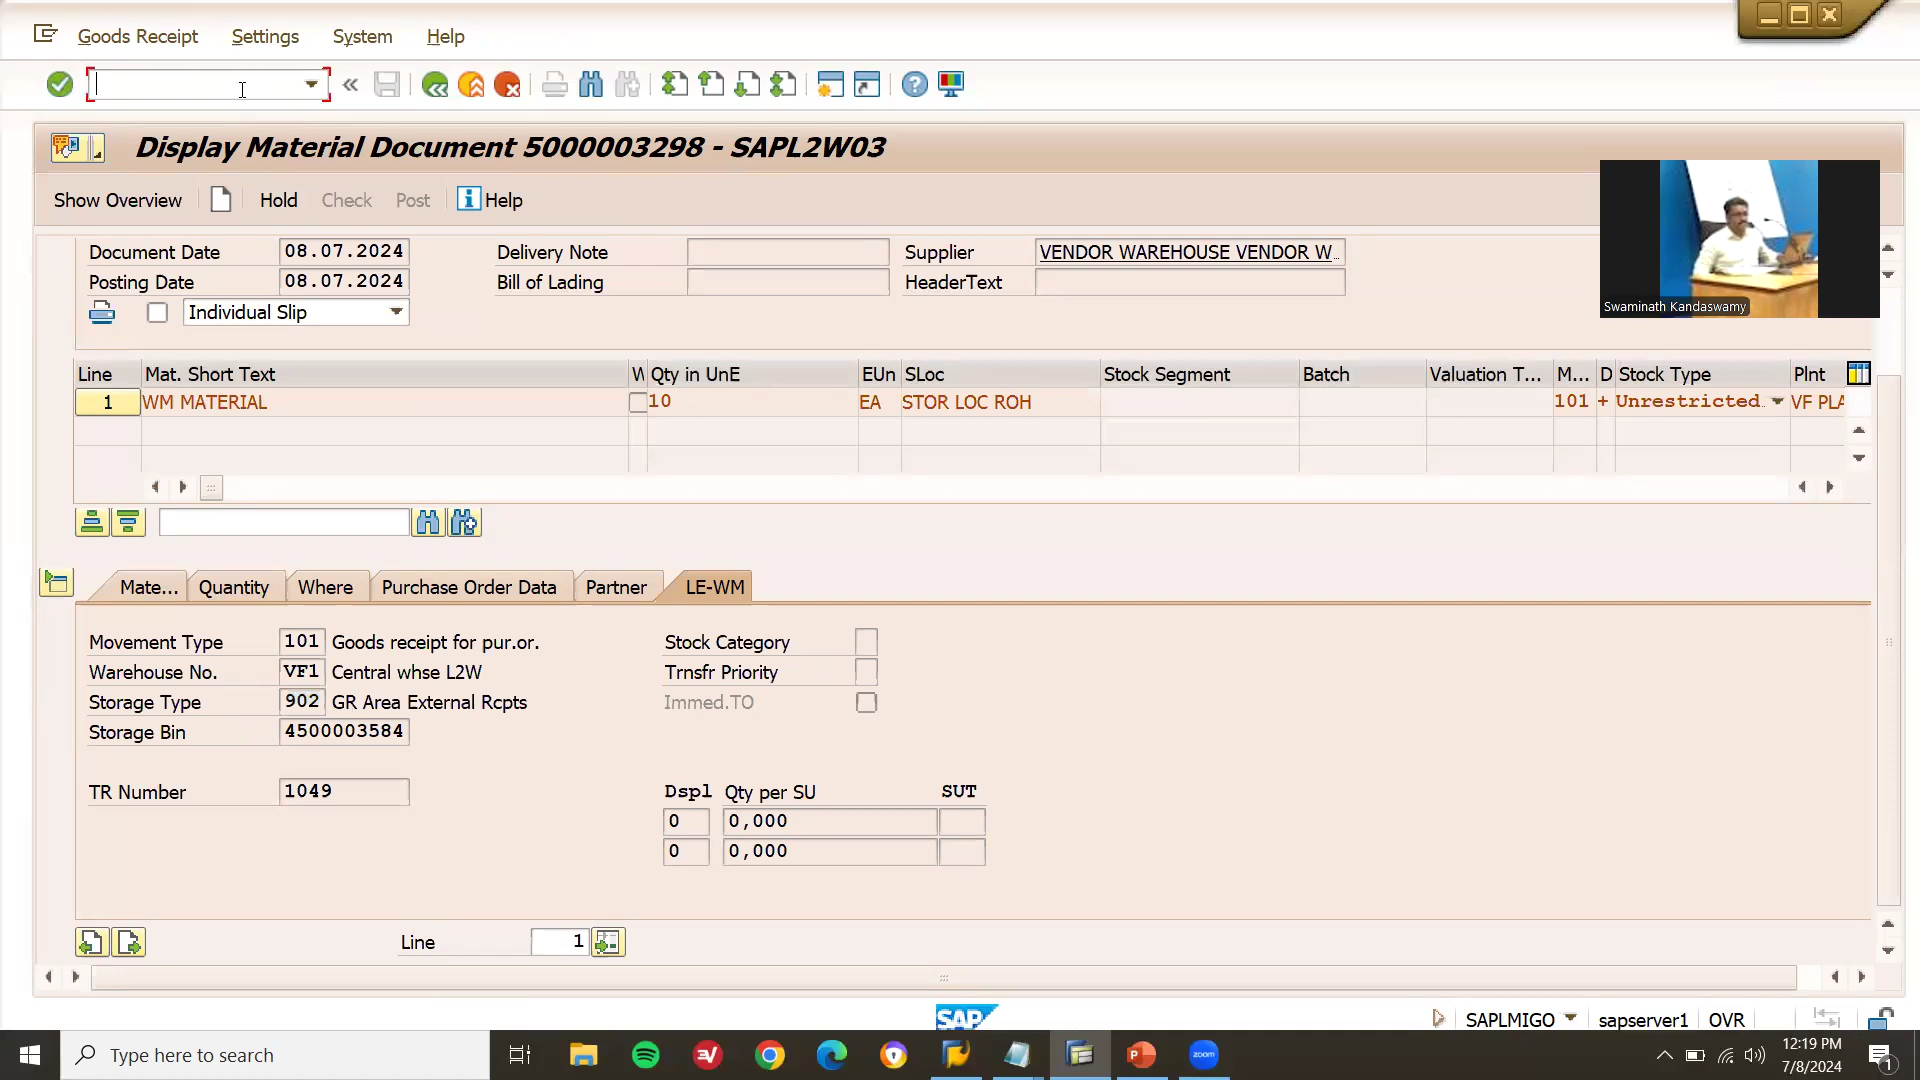 Goods Receipt Settings System Help
Display Material Document 5000003298 - SAPL2W03
Show Overview Hold Check Post Help
Document Date 08.07.2024 Delivery Note Supplier VENDOR WAREHOUSE VENDOR W...
Posting Date 08.07.2024 Bill of Lading HeaderText
Individual Slip
Swaminath Kandaswamy
Line Mat. Short Text W Qty in UnE EUn SLoc Stock Segment Batch Valuation T... M... D Stock Type Plnt
1 WM MATERIAL 10 EA STOR LOC ROH 101 + Unrestricted.. VF PLA
Mate... Quantity Where Purchase Order Data Partner LE-WM
Movement Type 101 Goods receipt for pur.or. Stock Category
Warehouse No. VF1 Central whse L2W Trnsfr Priority
Storage Type 902 GR Area External Rcpts Immed.TO
Storage Bin 4500003584
TR Number 1049 Dspl Qty per SU SUT
0 0,000
0 0,000
Line 1
SAP SAPLMIGO sapserver1 OVR
Type here to search zoom 12:19 PM
7/8/2024 1